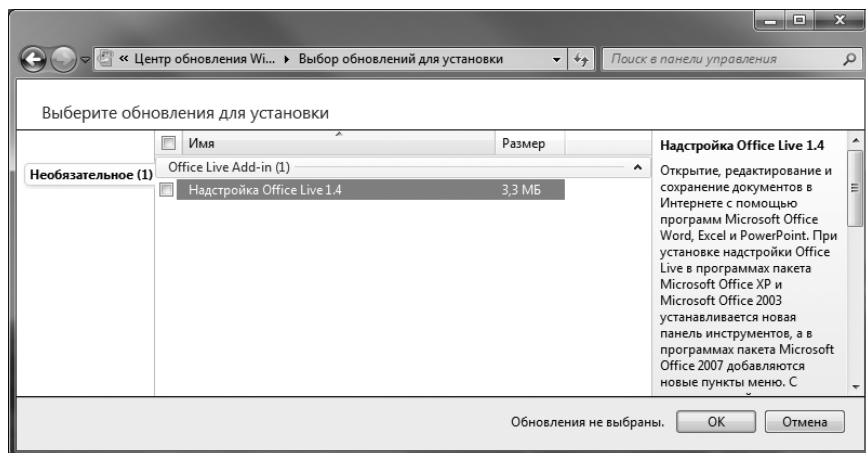 « Центр обновления Wi... ▸ Выбор обновлений для установки
Поиск в панели управления
Выберите обновления для установки
Имя Размер
Необязательное (1)
Office Live Add-in (1)
Надстройка Office Live 1.4 3,3 МБ
Надстройка Office Live 1.4
Открытие, редактирование и
сохранение документов в
Интернете с помощью
программ Microsoft Office
Word, Excel и PowerPoint. При
установке надстройки Office
Live в программах пакета
Microsoft Office XP и
Microsoft Office 2003
устанавливается новая
панель инструментов, а в
программах пакета Microsoft
Office 2007 добавляются
новые пункты меню. С
Обновления не выбраны. OK Отмена